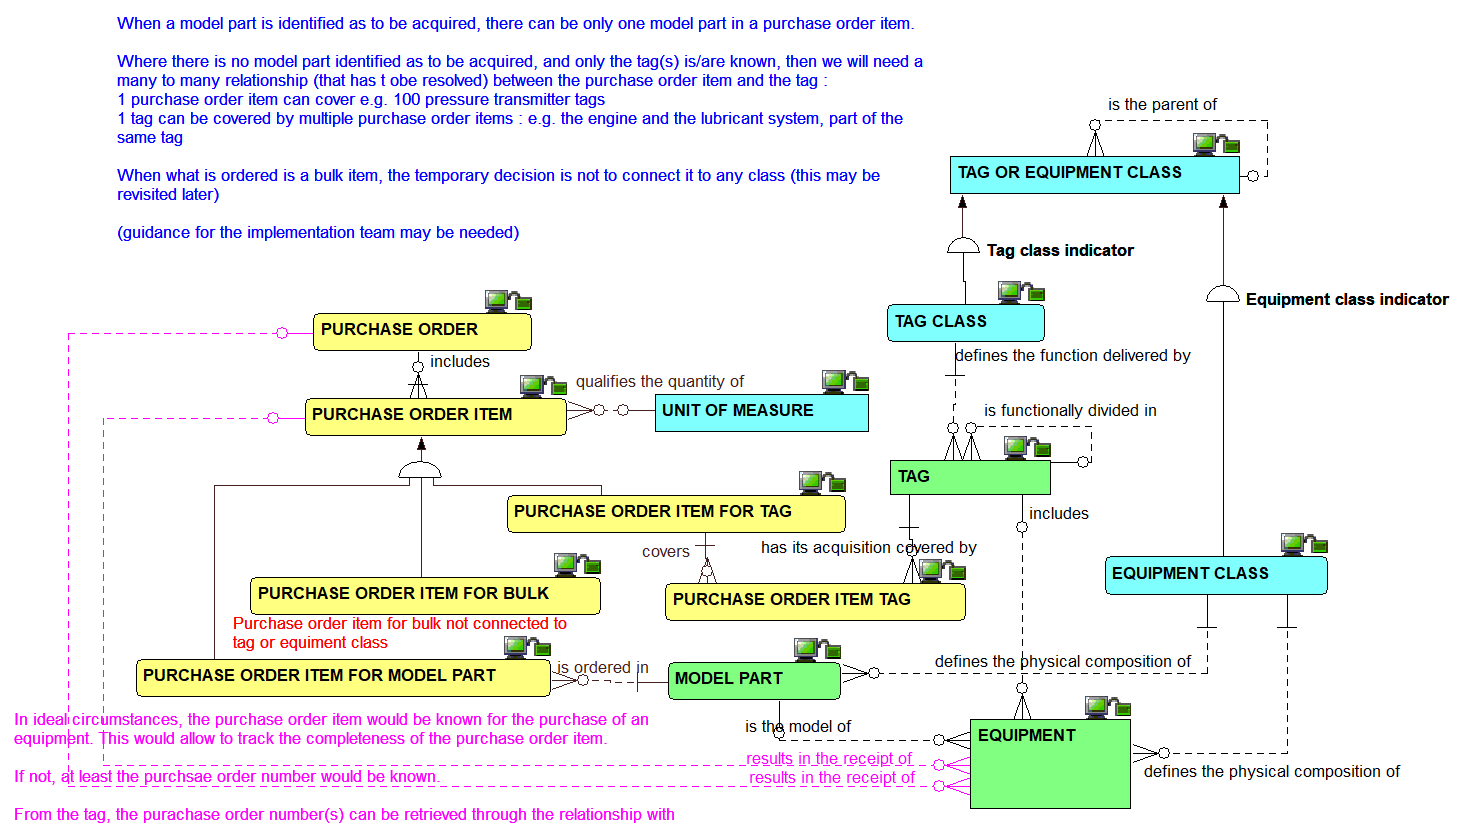 When a model part is identified as to be acquired, there can be only one model part in a purchase order item.
Where there is no model part identified as to be acquired, and only the tag(s) is/are known, then we will need a
many to many relationship (that has t obe resolved) between the purchase order item and the tag :
1 purchase order item can cover e.g. 100 pressure transmitter tags
1 tag can be covered by multiple purchase order items : e.g. the engine and the lubricant system, part of the
same tag
When what is ordered is a bulk item, the temporary decision is not to connect it to any class (this may be
revisited later)
(guidance for the implementation team may be needed)
is the parent of
TAG OR EQUIPMENT CLASS
Tag class indicator
Equipment class indicator
TAG CLASS
PURCHASE ORDER
defines the function delivered by
includes
qualifies the quantity of
PURCHASE ORDER ITEM
UNIT OF MEASURE
is functionally divided in
TAG
PURCHASE ORDER ITEM FOR TAG
includes
covers
has its acquisition covered by
EQUIPMENT CLASS
PURCHASE ORDER ITEM FOR BULK
PURCHASE ORDER ITEM TAG
Purchase order item for bulk not connected to
tag or equiment class
is ordered in
defines the physical composition of
PURCHASE ORDER ITEM FOR MODEL PART
MODEL PART
In ideal circumstances, the purchase order item would be known for the purchase of an
equipment. This would allow to track the completeness of the purchase order item.
is the model of
EQUIPMENT
results in the receipt of
results in the receipt of
defines the physical composition of
If not, at least the purchsae order number would be known.
From the tag, the purachase order number(s) can be retrieved through the relationship with